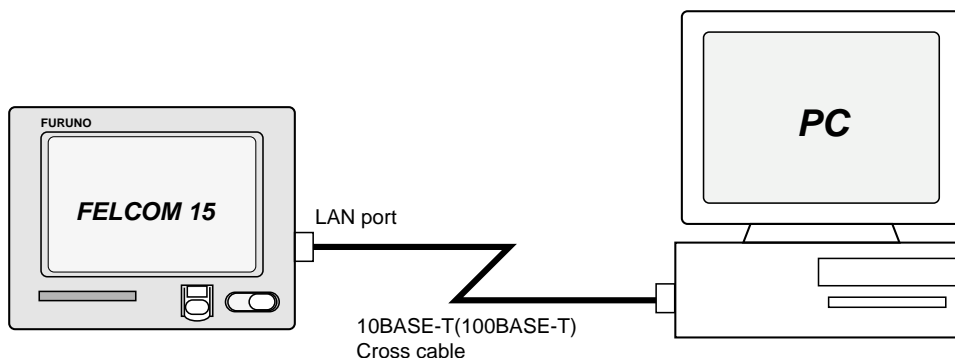 FURUNO
FELCOM 15
LAN port
PC
10BASE-T(100BASE-T)
Cross cable